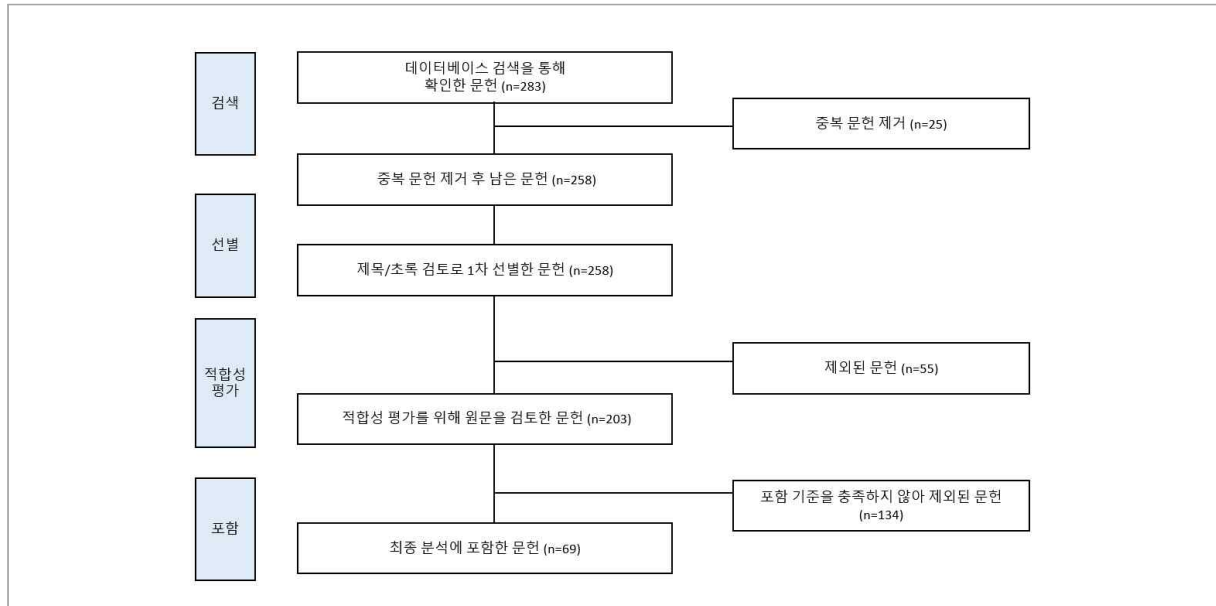 검색
데이터베이스 검색을 통해
확인한 문헌 (n=283)
중복 문헌 제거 (n=25)
중복 문헌 제거 후 남은 문헌 (n=258)
선별
제목/초록 검토로 1차 선별한 문헌 (n=258)
적합성
평가
제외된 문헌 (n=55)
적합성 평가를 위해 원문을 검토한 문헌 (n=203)
포함
포함 기준을 충족하지 않아 제외된 문헌
(n=134)
최종 분석에 포함한 문헌 (n=69)